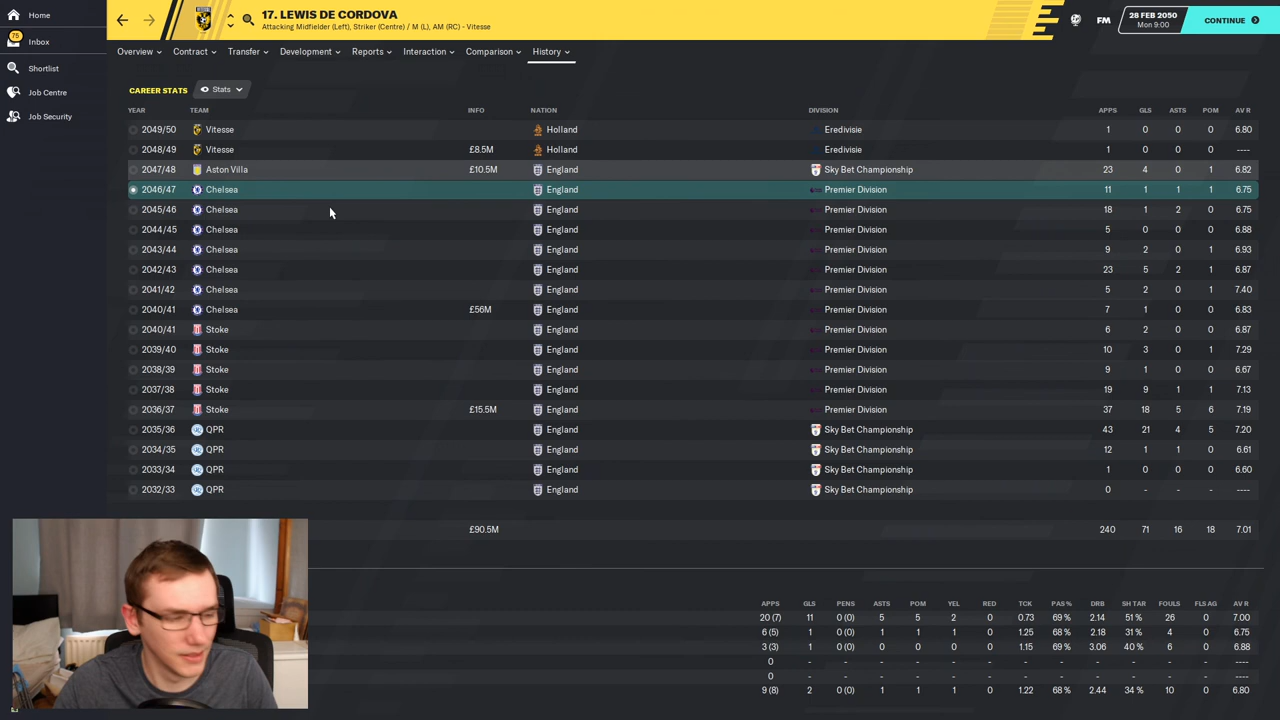 Home
75
Inbox
Shortlist
Job Centre
Job Security
17. LEWIS DE CORDOVA
Attacking Midfielder (Left), Striker (Centre) / M (L), AM (RC) - Vitesse
FM
28 FEB 2050
Mon 9:00
CONTINUE
Overview Contract Transfer Development Reports Interaction Comparison History
CAREER STATS Stats
YEAR TEAM INFO NATION DIVISION APPS GLS ASTS POM AV R
2049/50 Vitesse Holland Eredivisie 1 0 0 0 6.80
2048/49 Vitesse £8.5M Holland Eredivisie 1 0 0 0 ----
2047/48 Aston Villa £10.5M England Sky Bet Championship 23 4 0 1 6.82
2046/47 Chelsea England Premier Division 11 1 1 1 6.75
2045/46 Chelsea England Premier Division 18 1 2 0 6.75
2044/45 Chelsea England Premier Division 5 0 0 0 6.88
2043/44 Chelsea England Premier Division 9 2 0 1 6.93
2042/43 Chelsea England Premier Division 23 5 2 1 6.87
2041/42 Chelsea England Premier Division 5 2 0 1 7.40
2040/41 Chelsea £56M England Premier Division 7 1 0 0 6.83
2040/41 Stoke England Premier Division 6 2 0 0 6.87
2039/40 Stoke England Premier Division 10 3 0 1 7.29
2038/39 Stoke England Premier Division 9 1 0 0 6.67
2037/38 Stoke England Premier Division 19 9 1 1 7.13
2036/37 Stoke £15.5M England Premier Division 37 18 5 6 7.19
2035/36 QPR England Sky Bet Championship 43 21 4 5 7.20
2034/35 QPR England Sky Bet Championship 12 1 1 0 6.61
2033/34 QPR England Sky Bet Championship 1 0 0 0 6.60
2032/33 QPR England Sky Bet Championship 0 - - - ----
£90.5M 240 71 16 18 7.01
APPS GLS PENS ASTS POM YEL RED TCK PAS % DRB SH TAR FOULS FLS AG AV R
20 (7) 11 0 (0) 5 5 2 0 0.73 69 % 2.14 51 % 26 0 7.00
6 (5) 1 0 (0) 1 1 1 0 1.25 68 % 2.18 31 % 4 0 6.75
3 (3) 1 0 (0) 0 0 0 0 1.15 69 % 3.06 40 % 6 0 6.88
0 - - - - - - - - - - - - ----
0 - - - - - - - - - - - - ----
9 (8) 2 0 (0) 1 1 1 0 1.22 68 % 2.44 34 % 10 0 6.80